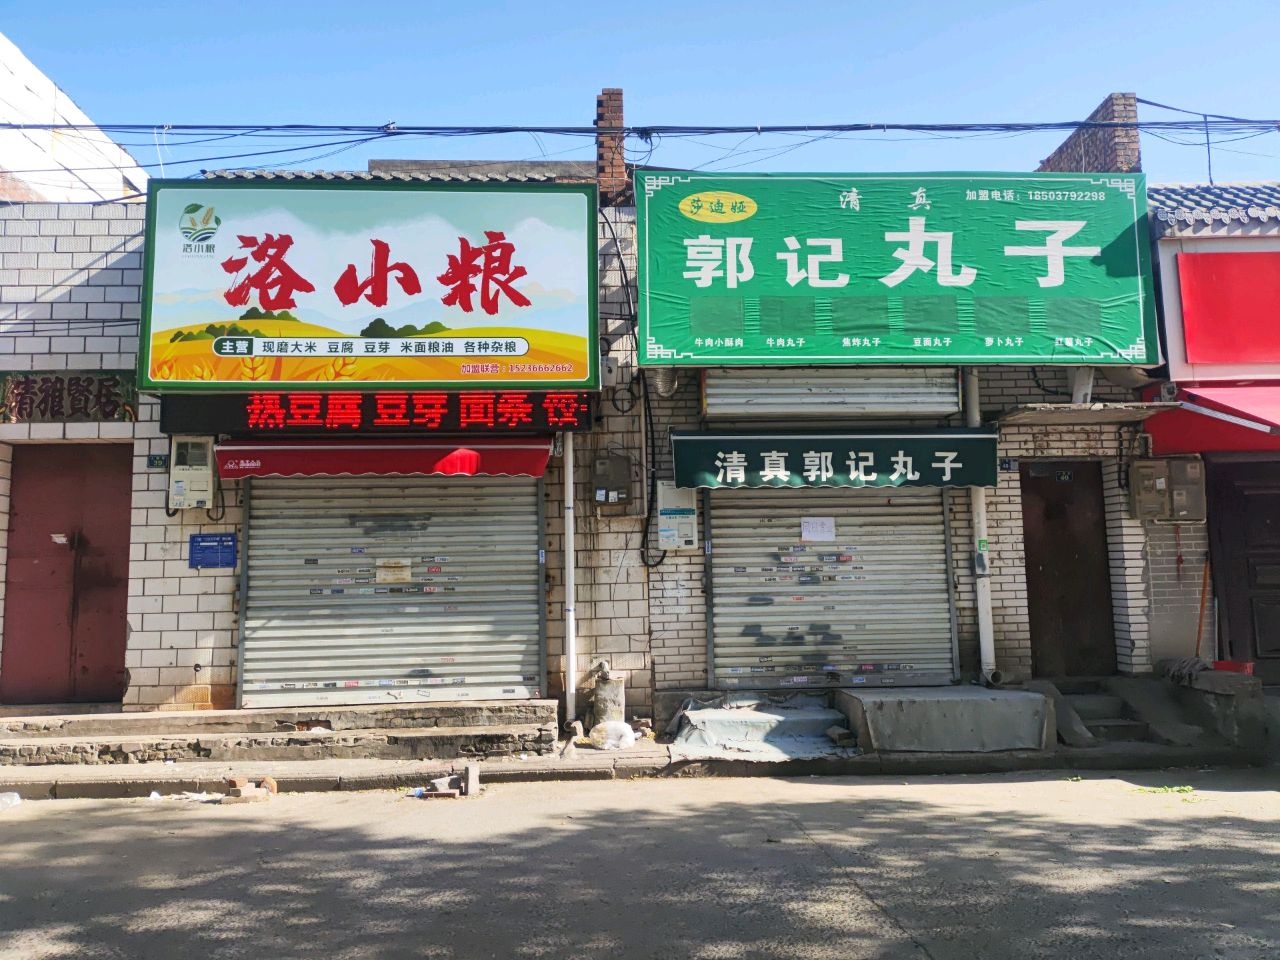 洛小粮
洛小粮
主营 现磨大米 豆腐 豆芽 米面粮油 各种杂粮
加盟联营：15236662662
热豆腐 豆芽 面条
清雅贤居
39
莎迪娅
清真
加盟电话：18503792298
郭记丸子
牛肉小酥肉 牛肉丸子 焦炸丸子 豆面丸子 萝卜丸子 红薯丸子
清真郭记丸子
40